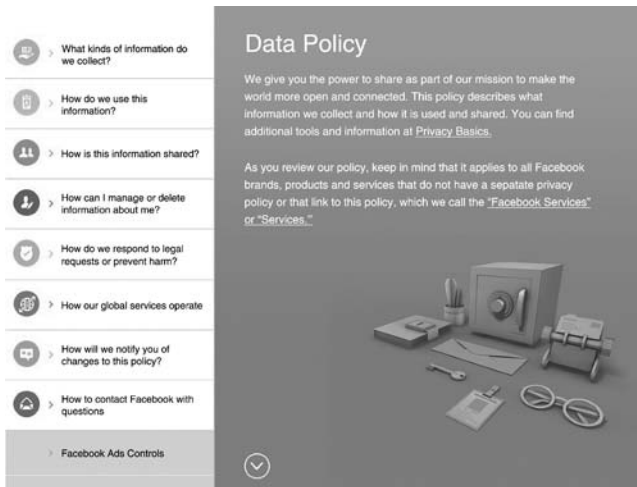 What kinds of information do
we collect?
How do we use this
information?
How is this information shared?
How can I manage or delete
information about me?
How do we respond to legal
requests or prevent harm?
How our global services operate
How will we notify you of
changes to this policy?
How to contact Facebook with
questions
Facebook Ads Controls
Data Policy
We give you the power to share as part of our mission to make the
world more open and connected. This policy describes what
information we collect and how it is used and shared. You can find
additional tools and information at Privacy Basics.
As you review our policy, keep in mind that it applies to all Facebook
brands, products and services that do not have a sepatate privacy
policy or that link to this policy, which we call the "Facebook Services"
or "Services."